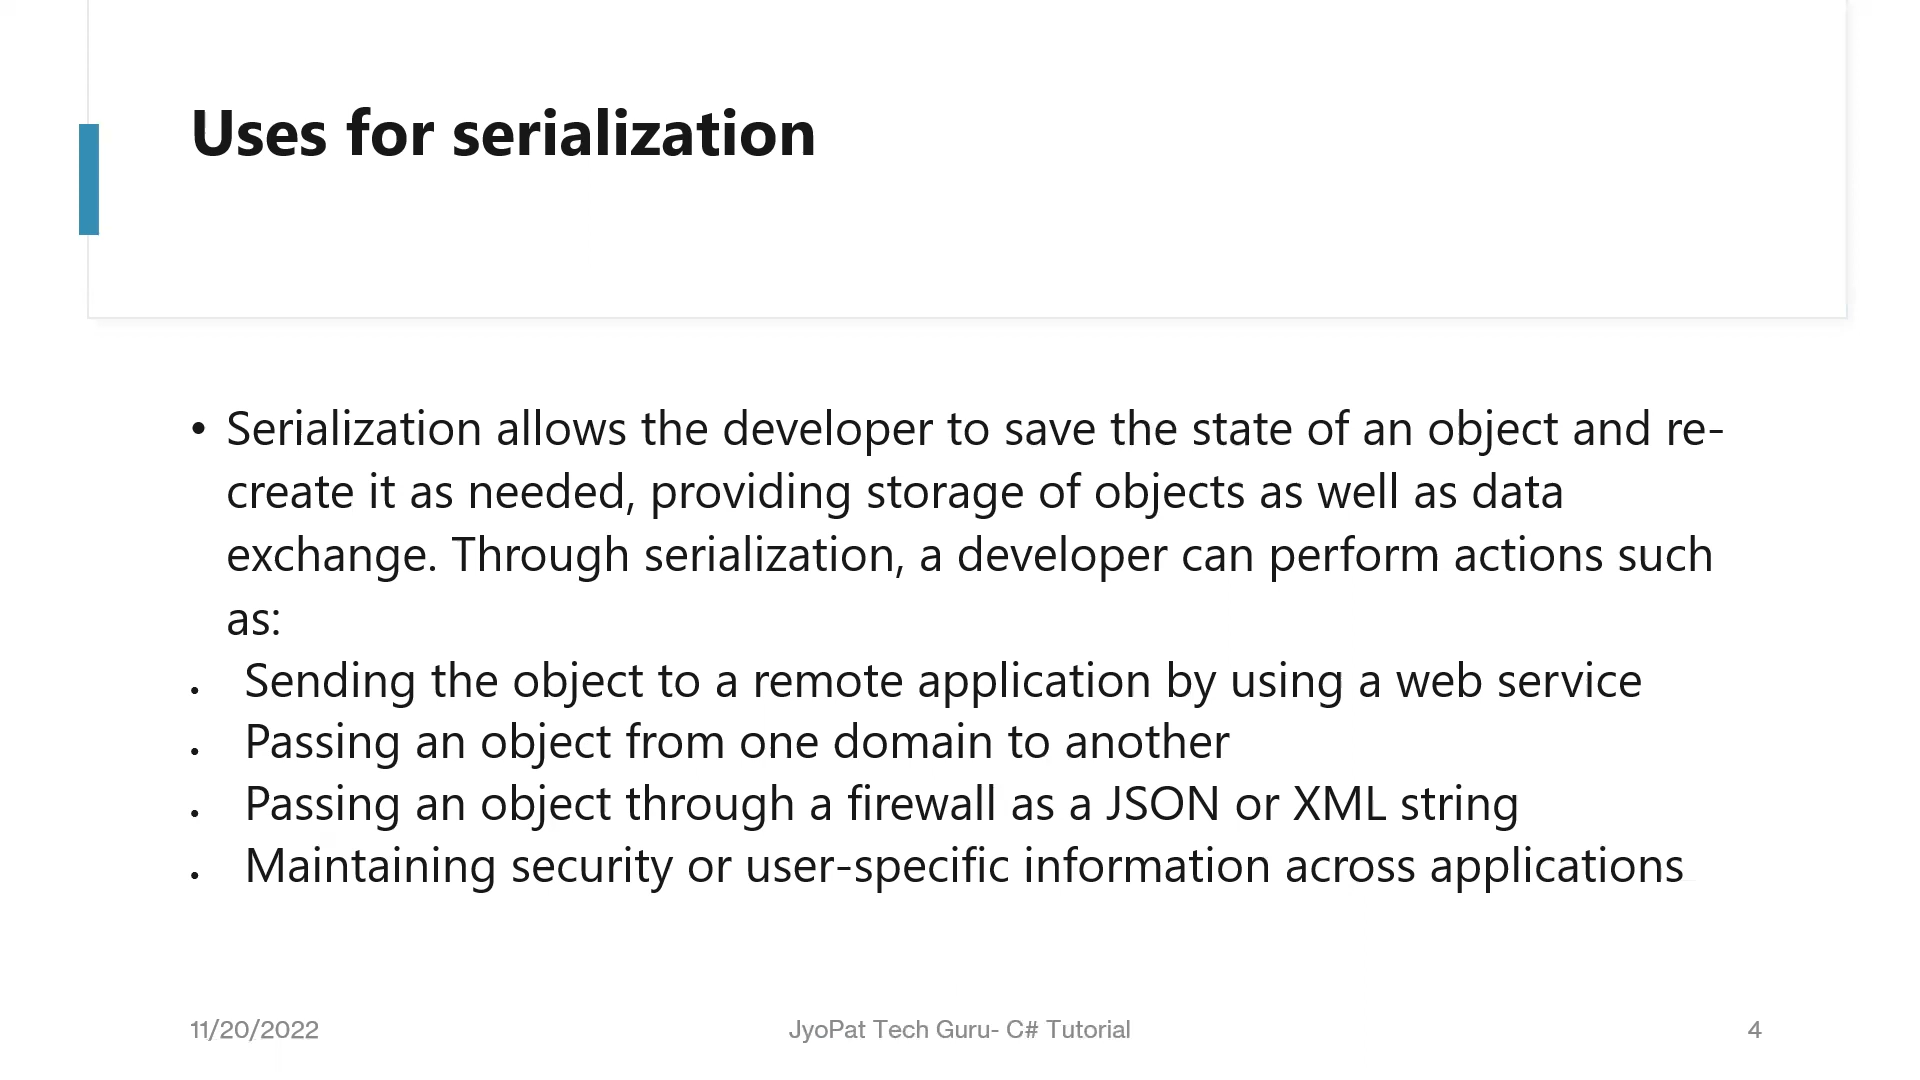 Uses for serialization
• Serialization allows the developer to save the state of an object and re-
create it as needed, providing storage of objects as well as data
exchange. Through serialization, a developer can perform actions such
as:
• Sending the object to a remote application by using a web service
• Passing an object from one domain to another
• Passing an object through a firewall as a JSON or XML string
• Maintaining security or user-specific information across applications
11/20/2022 JyoPat Tech Guru- C# Tutorial 4